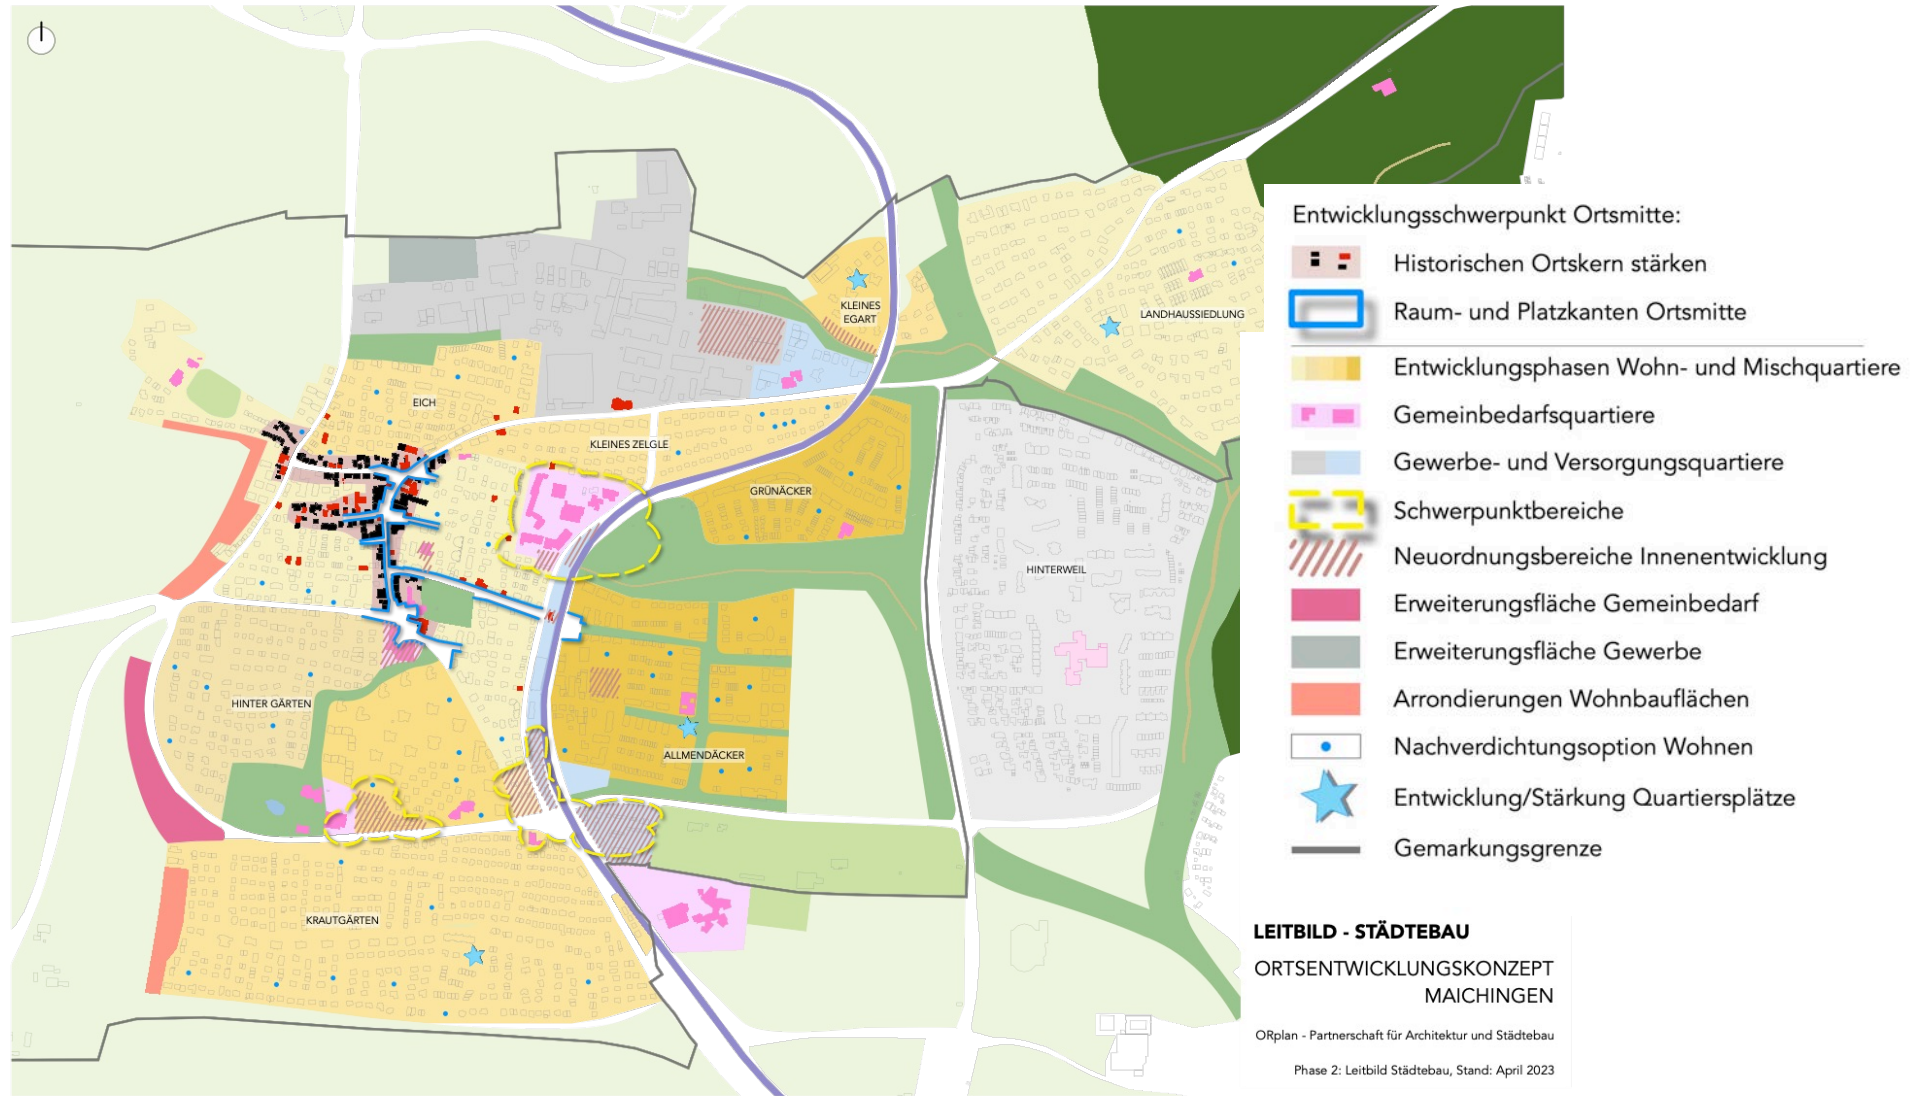 KLEINES
EGART
LANDHAUSSIEDLUNG
EICH
KLEINES ZELGLE
GRÜNÄCKER
HINTERWEIL
HINTER GÄRTEN
ALLMENDÄCKER
KRAUTGÄRTEN
Entwicklungsschwerpunkt Ortsmitte:
Historischen Ortskern stärken
Raum- und Platzkanten Ortsmitte
Entwicklungsphasen Wohn- und Mischquartiere
Gemeinbedarfsquartiere
Gewerbe- und Versorgungsquartiere
Schwerpunktbereiche
Neuordnungsbereiche Innenentwicklung
Erweiterungsfläche Gemeinbedarf
Erweiterungsfläche Gewerbe
Arrondierungen Wohnbauflächen
Nachverdichtungsoption Wohnen
Entwicklung/Stärkung Quartiersplätze
Gemarkungsgrenze
LEITBILD - STÄDTEBAU
ORTSENTWICKLUNGSKONZEPT
MAICHINGEN
ORplan - Partnerschaft für Architektur und Städtebau
Phase 2: Leitbild Städtebau, Stand: April 2023